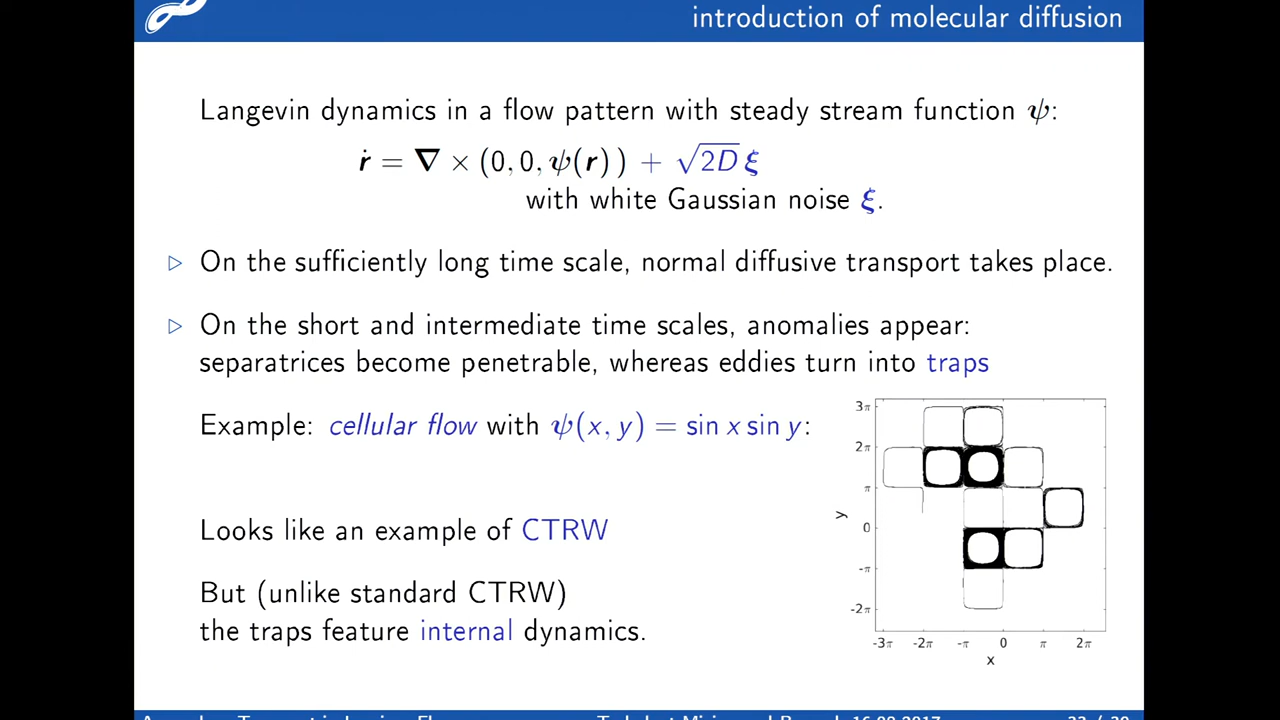 introduction of molecular diffusion
Langevin dynamics in a flow pattern with steady stream function ψ:
ṙ = ∇ × (0, 0, ψ(r)) + √2D ξ
with white Gaussian noise ξ.
▷ On the sufficiently long time scale, normal diffusive transport takes place.
▷ On the short and intermediate time scales, anomalies appear:
separatrices become penetrable, whereas eddies turn into traps
Example: cellular flow with ψ(x, y) = sin x sin y:
Looks like an example of CTRW
But (unlike standard CTRW)
the traps feature internal dynamics.
3π
2π
π
0
-π
-2π
y
-3π -2π -π 0 π 2π
x
16.08.2017